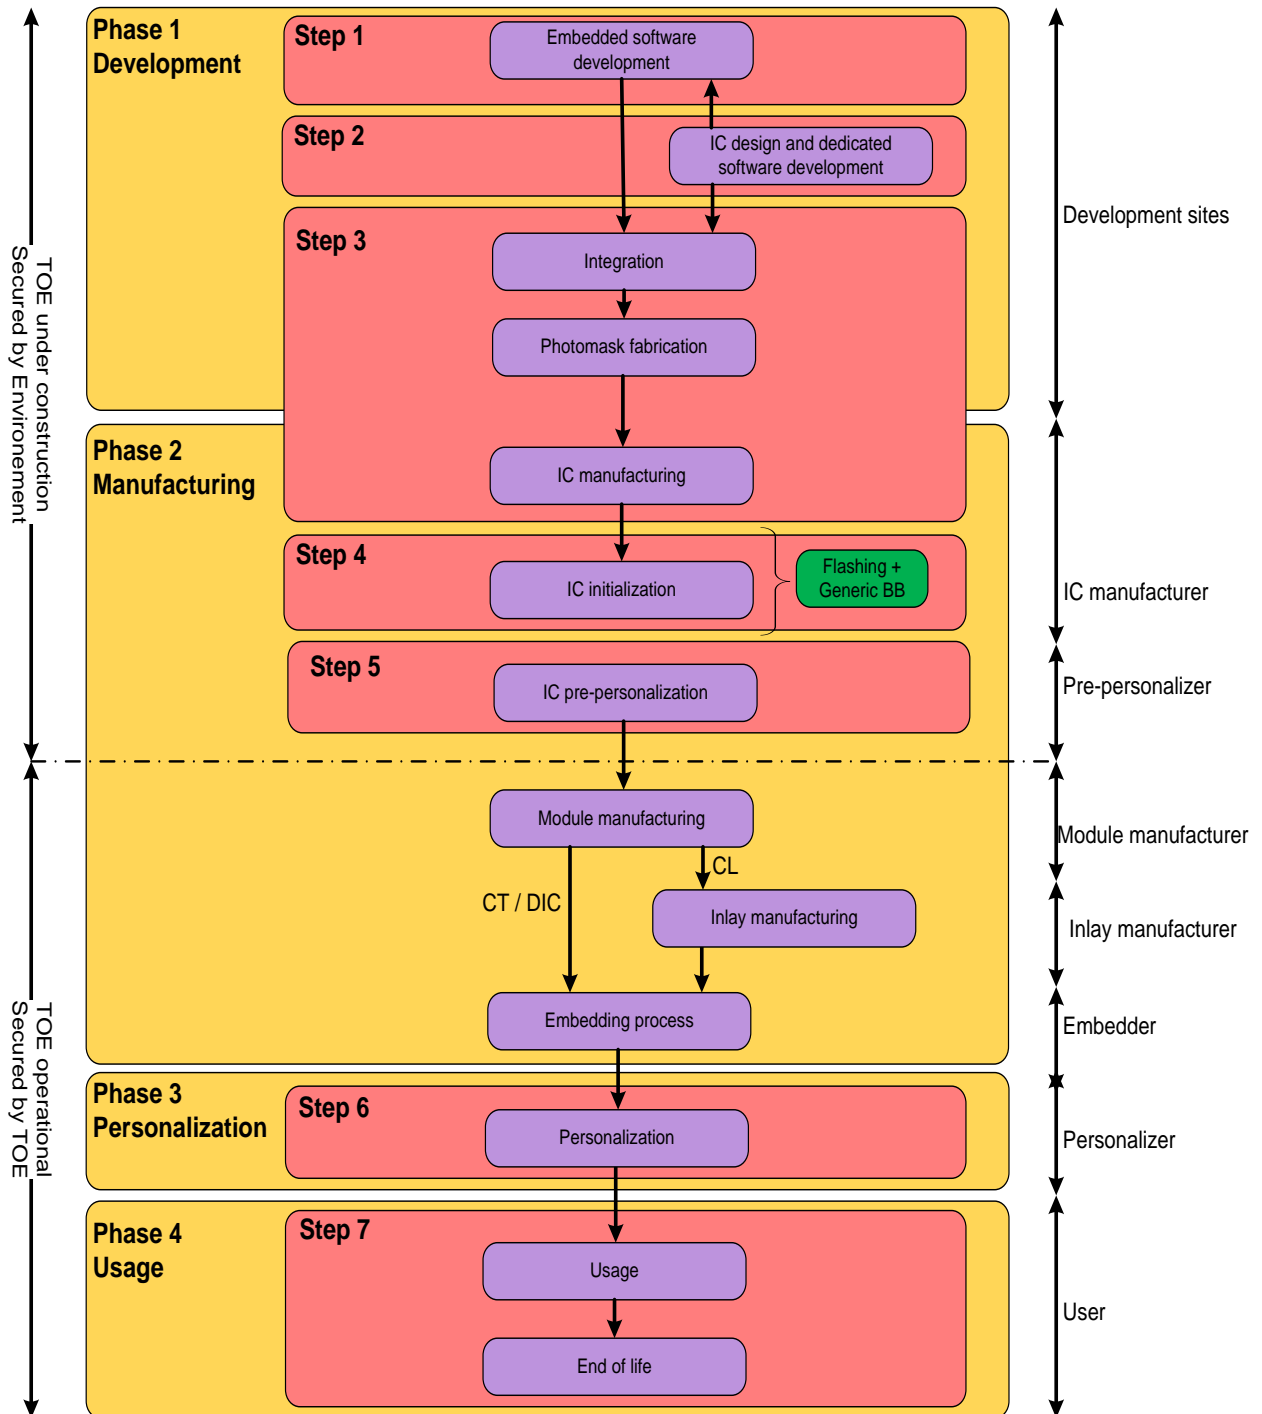 Phase 1
Development
Step 1
Embedded software
development
Step 2
IC design and dedicated
software development
Development sites
Step 3
Integration
TOE under construction
Secured by Environement
Photomask fabrication
Phase 2
Manufacturing
IC manufacturing
Step 4
Flashing +
Generic BB
IC initialization
IC manufacturer
Step 5
IC pre-personalization
Pre-personalizer
Module manufacturing
Module manufacturer
CL
CT / DIC
Inlay manufacturing
Inlay manufacturer
Embedding process
Embedder
TOE operational
Secured by TOE
Phase 3
Personalization
Step 6
Personalization
Personalizer
Phase 4
Usage
Step 7
Usage
User
End of life